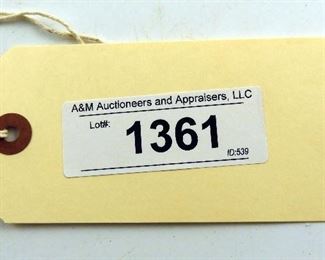 A&M Auctioneers and Appraisers, LLC
Lot#:
1361
ID:539